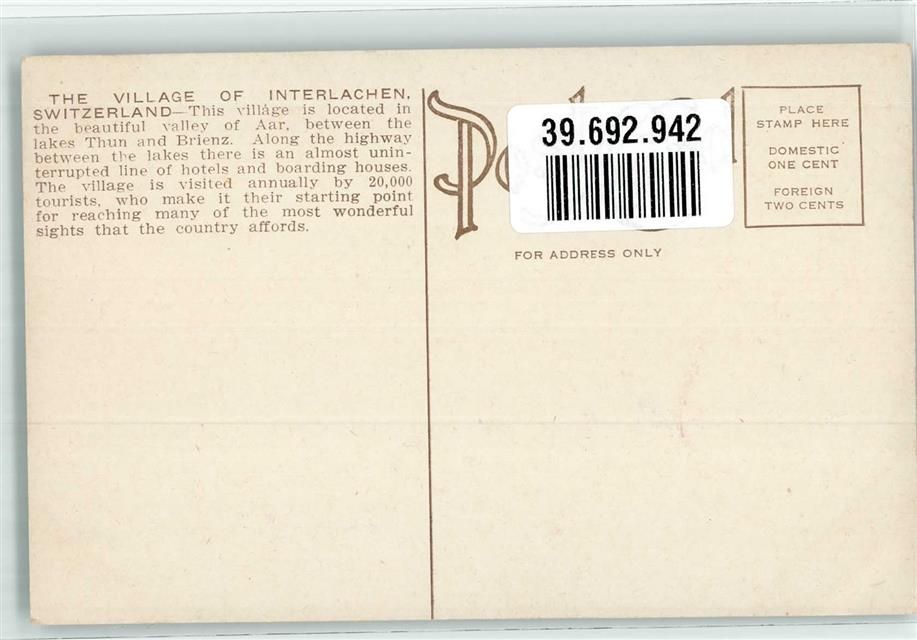 THE VILLAGE OF INTERLACHEN,
SWITZERLAND—This village is located in
the beautiful valley of Aar, between the
lakes Thun and Brienz. Along the highway
between the lakes there is an almost unin-
terrupted line of hotels and boarding houses.
The village is visited annually by 20,000
tourists, who make it their starting point
for reaching many of the most wonderful
sights that the country affords.
39.692.942
FOR ADDRESS ONLY
PLACE
STAMP HERE
DOMESTIC
ONE CENT
FOREIGN
TWO CENTS